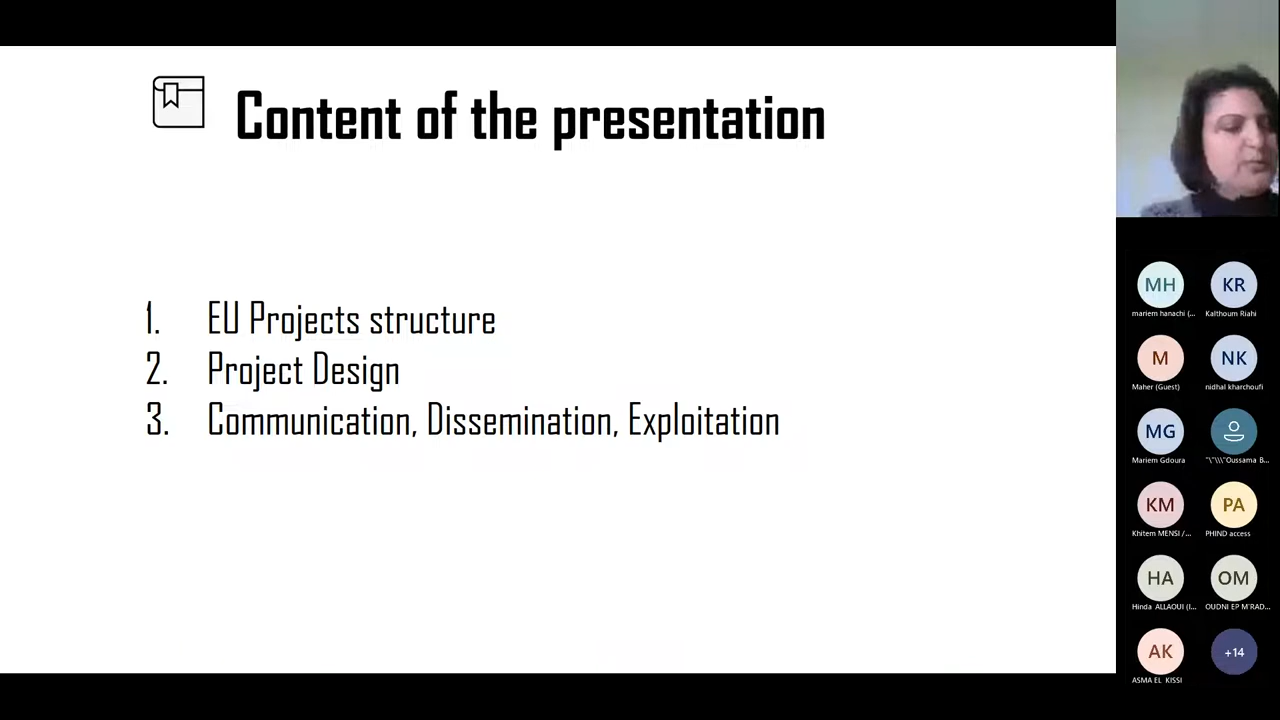 Content of the presentation
1. EU Projects structure
2. Project Design
3. Communication, Dissemination, Exploitation
MH KR
mariem hanachi (... Kalthoum Riahi
M NK
Maher (Guest) nidhal kharchoufi
MG
Mariem Gdoura "\"\\\"Oussama B...
KM PA
Khitem MENSI /... PHIND access
HA OM
Hinda ALLAOUI (I... OUDNI EP M'RAD...
AK +14
ASMA EL KISSI